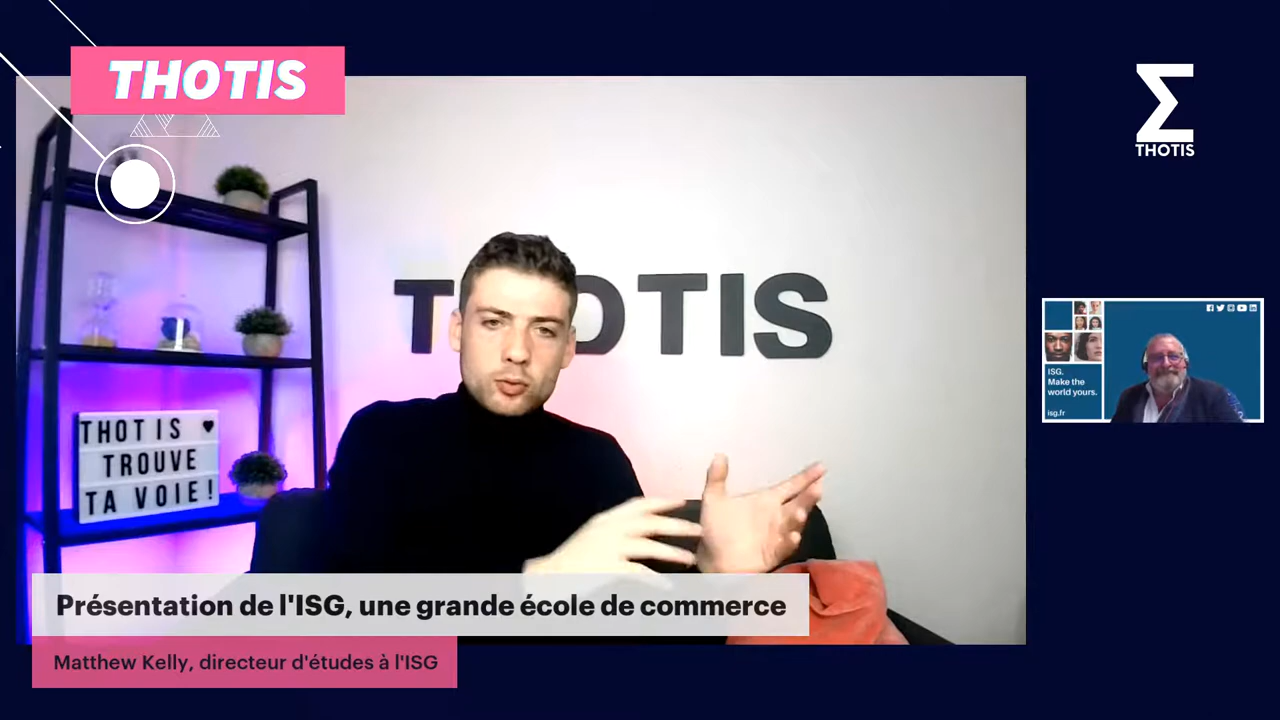 THOTIS
THOTIS
THOTIS
THOTIS
TROUVE
TA VOIE!
ISG.
Make the
world yours.
isg.fr
Présentation de l'ISG, une grande école de commerce
Matthew Kelly, directeur d'études à l'ISG